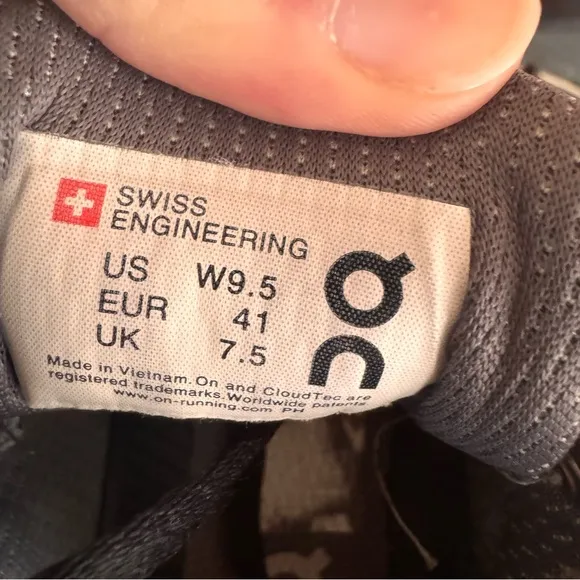 SWISS
ENGINEERING
US W9.5
EUR 41
UK 7.5
Made in Vietnam. On and CloudTec are
registered trademarks. Worldwide patents.
www.on-running.com PH
On